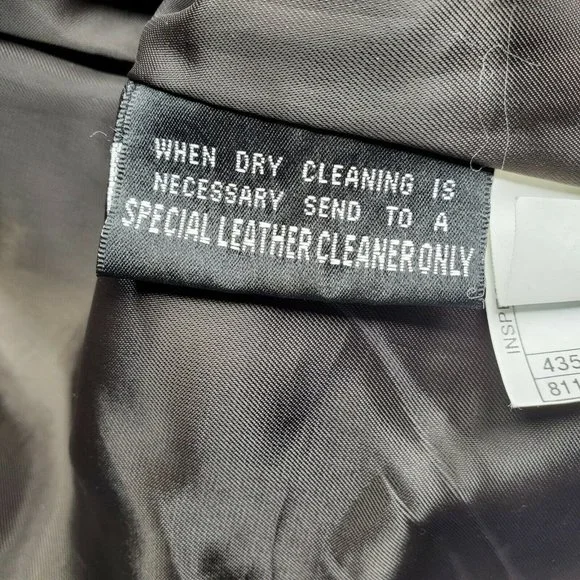 WHEN DRY CLEANING IS
NECESSARY SEND TO A
SPECIAL LEATHER CLEANER ONLY
435
811